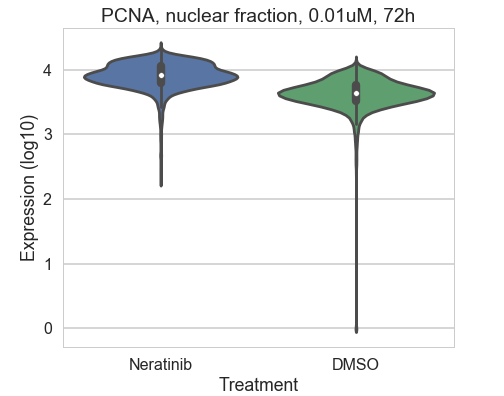 PCNA, nuclear fraction, 0.01uM, 72h
Expression (log10)
4
3
2
1
0
Neratinib
DMSO
Treatment